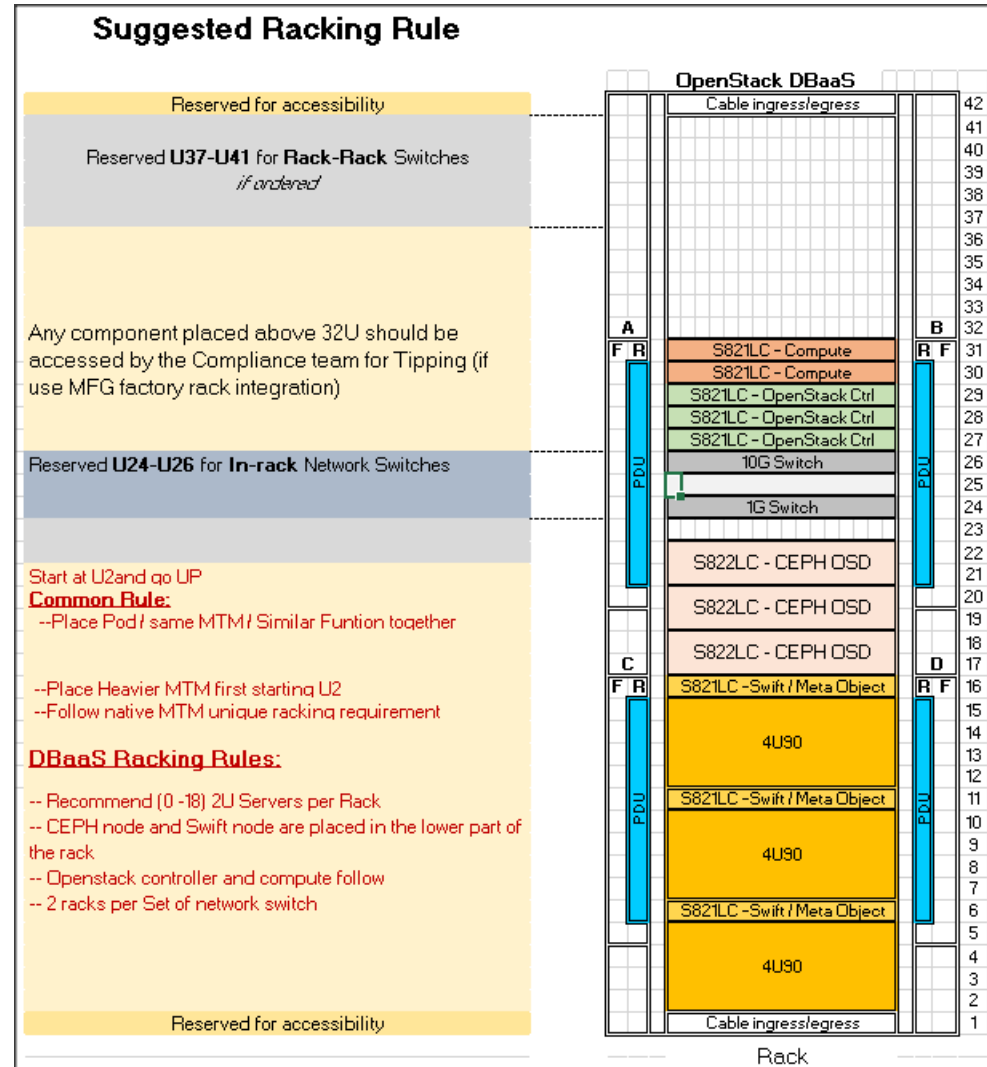 Suggested Racking Rule
Reserved for accessibility
Reserved U37-U41 for Rack-Rack Switches
if ordered
Any component placed above 32U should be
accessed by the Compliance team for Tipping (if
use MFG factory rack integration)
Reserved U24-U26 for In-rack Network Switches
Start at U2and go UP
Common Rule:
--Place Pod / same MTM / Similar Funtion together
--Place Heavier MTM first starting U2
--Follow native MTM unique racking requirement
DBaaS Racking Rules:
-- Recommend (0 -18) 2U Servers per Rack
-- CEPH node and Swift node are placed in the lower part of
the rack
-- Openstack controller and compute follow
-- 2 racks per Set of network switch
Reserved for accessibility
OpenStack DBaaS
Cable ingress/egress 42
41
40
39
38
37
36
35
34
33
A B 32
F R S821LC - Compute R F 31
S821LC - Compute 30
S821LC - OpenStack Ctrl 29
S821LC - OpenStack Ctrl 28
S821LC - OpenStack Ctrl 27
PDU 10G Switch PDU 26
25
1G Switch 24
23
S822LC - CEPH OSD 22
21
S822LC - CEPH OSD 20
19
S822LC - CEPH OSD 18
C D 17
F R S821LC -Swift / Meta Object R F 16
15
4U90 14
13
12
PDU S821LC -Swift / Meta Object PDU 11
10
4U90 9
8
7
S821LC -Swift / Meta Object 6
5
4U90 4
3
2
Cable ingress/egress 1
Rack